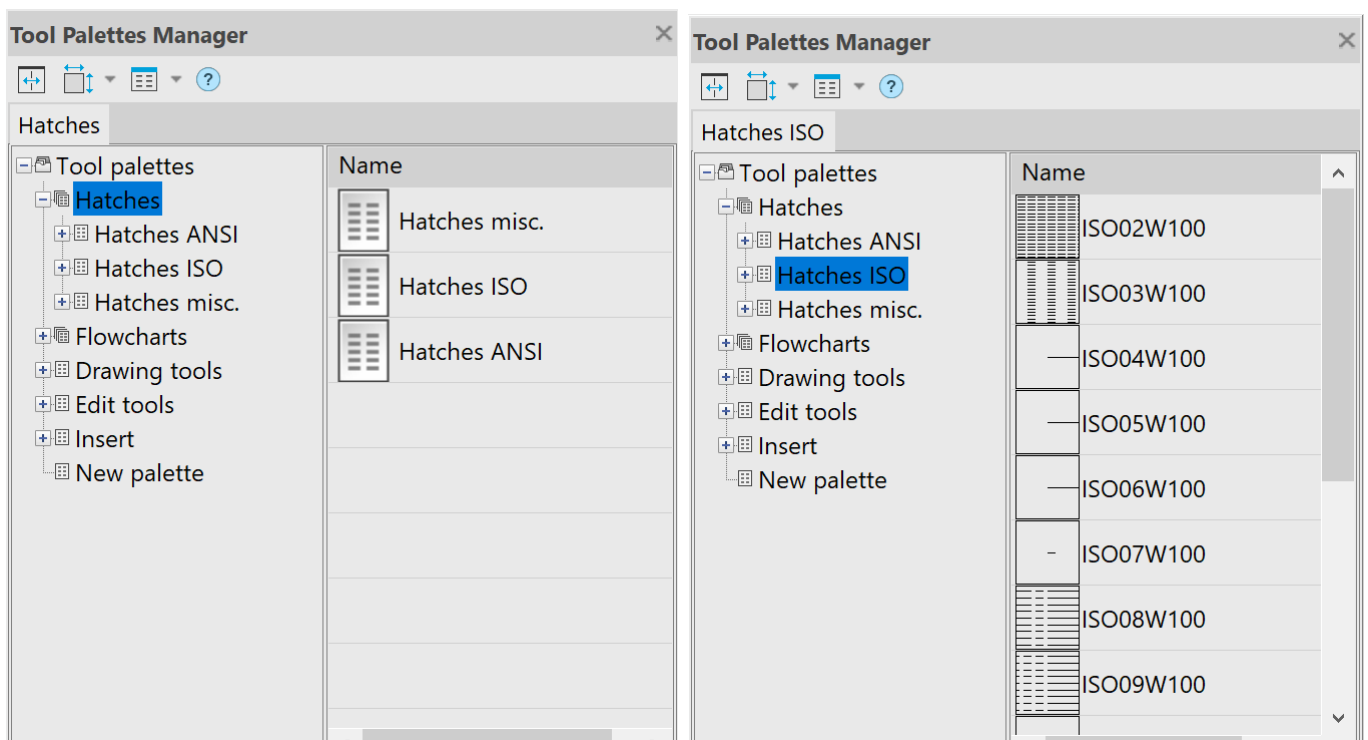 Tool Palettes Manager
?
Hatches
Tool palettes
Hatches
Hatches ANSI
Hatches ISO
Hatches misc.
Flowcharts
Drawing tools
Edit tools
Insert
New palette
Name
Hatches misc.
Hatches ISO
Hatches ANSI
Tool Palettes Manager
?
Hatches ISO
Tool palettes
Hatches
Hatches ANSI
Hatches ISO
Hatches misc.
Flowcharts
Drawing tools
Edit tools
Insert
New palette
Name
ISO02W100
ISO03W100
ISO04W100
ISO05W100
ISO06W100
ISO07W100
ISO08W100
ISO09W100